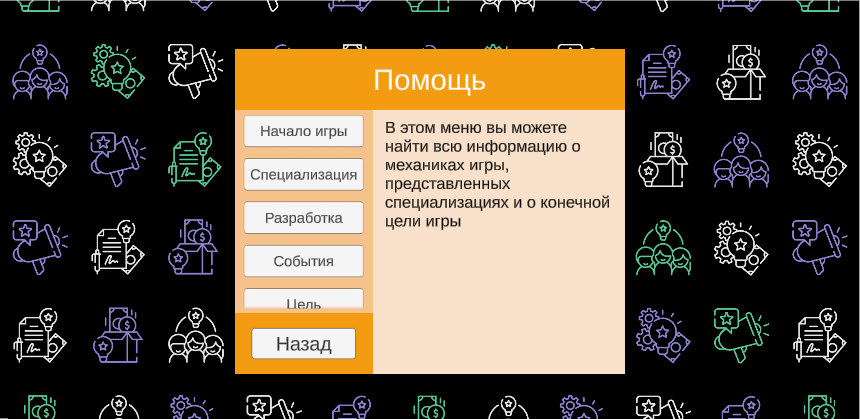 Помощь
Начало игры
Специализация
Разработка
События
Цель
Назад
В этом меню вы можете
найти всю информацию о
механиках игры,
представленных
специализациях и о конечной
цели игры